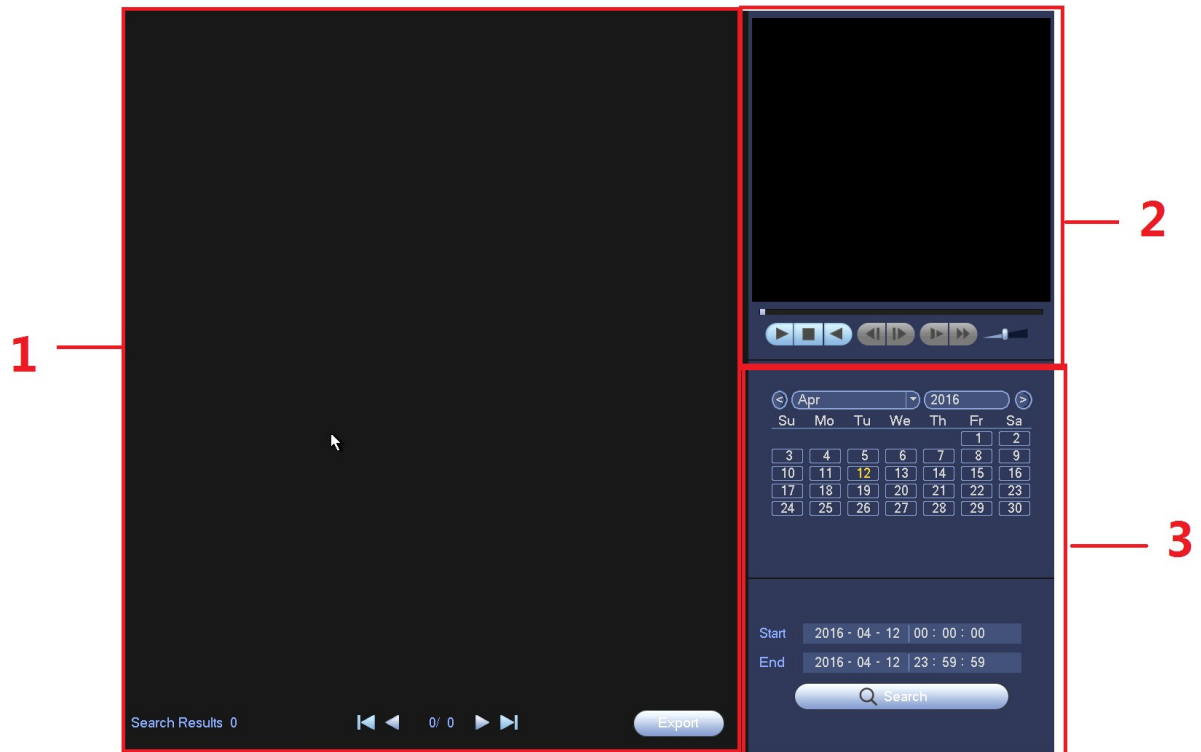 1
Search Results 0
0/ 0
Export
2
Apr 2016
Su Mo Tu We Th Fr Sa
1 2
3 4 5 6 7 8 9
10 11 12 13 14 15 16
17 18 19 20 21 22 23
24 25 26 27 28 29 30
3
Start 2016 - 04 - 12 00 : 00 : 00
End 2016 - 04 - 12 23 : 59 : 59
Search